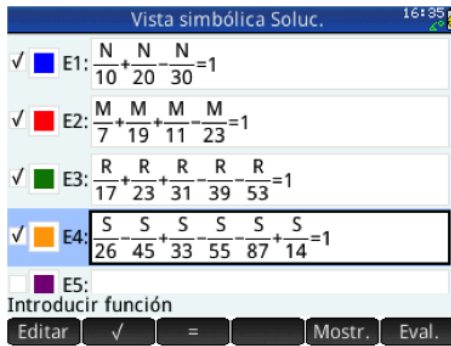 Vista simbólica Soluc. 16:35
E1: N/10+N/20-N/30=1
E2: M/7+M/19+M/11-M/23=1
E3: R/17+R/23+R/31-R/39-R/53=1
E4: S/26-S/45+S/33-S/55-S/87+S/14=1
E5:
Introducir función
Editar √ = Mostr. Eval.